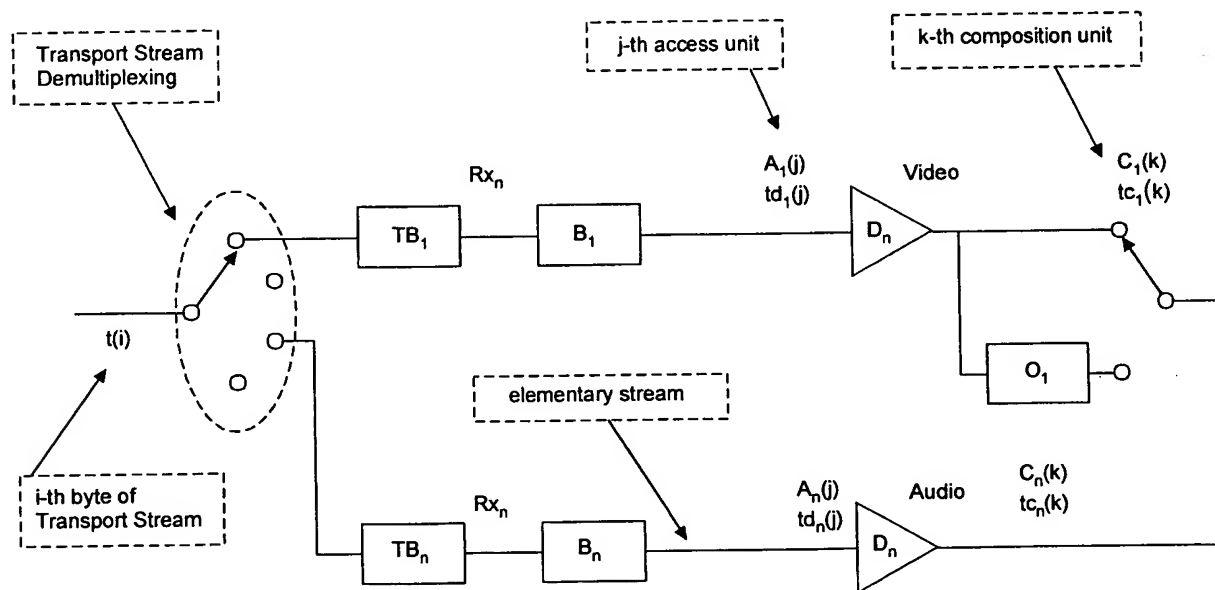 Transport Stream
Demultiplexing
j-th access unit
k-th composition unit
Rxn
A1(j)
td1(j)
Video
C1(k)
tc1(k)
TB1
B1
Dn
t(i)
O1
elementary stream
i-th byte of
Transport Stream
Rxn
An(j)
tdn(j)
Audio
Cn(k)
tcn(k)
TBn
Bn
Dn